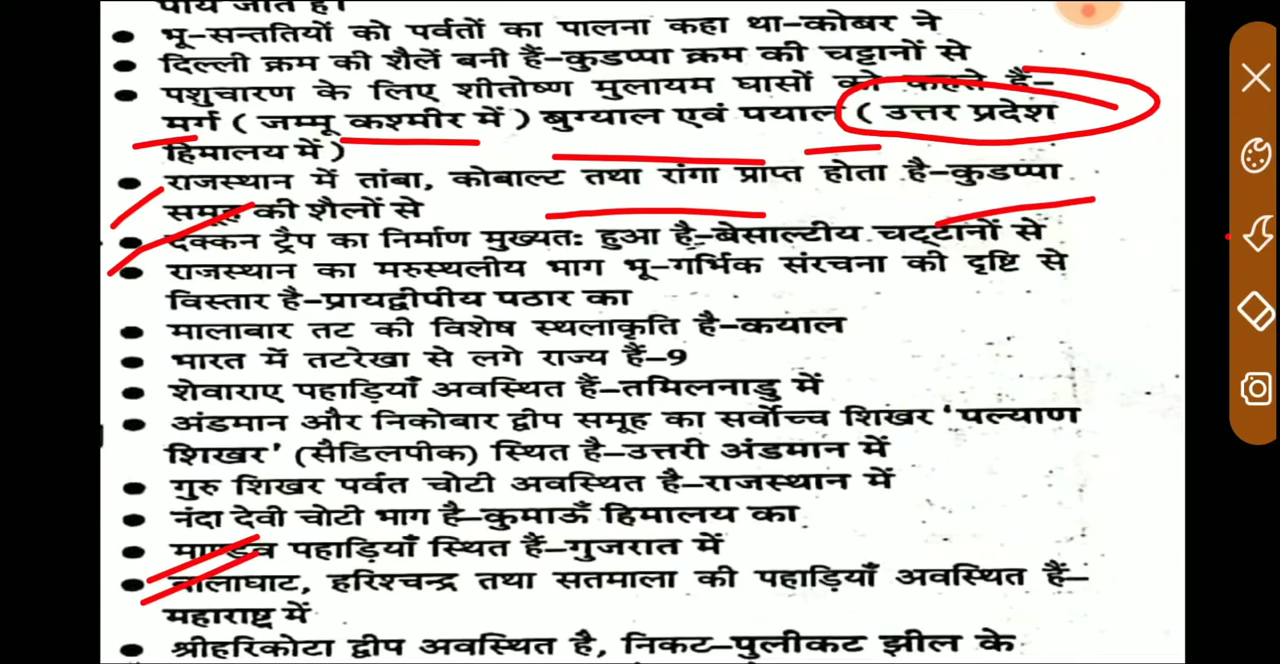 पाये जाते हैं।
● भू-सन्ततियों को पर्वतों का पालना कहा था-कोबर ने
● दिल्ली क्रम की शैलें बनी हैं-कुडप्पा क्रम की चट्टानों से
● पशुचारण के लिए शीतोष्ण मुलायम घासों को कहते हैं-
मर्ग ( जम्मू कश्मीर में ) बुग्याल एवं पयाल ( उत्तर प्रदेश
हिमालय में )
● राजस्थान में तांबा, कोबाल्ट तथा रांगा प्राप्त होता है-कुडप्पा
समूह की शैलों से
● दक्कन ट्रैप का निर्माण मुख्यतः हुआ है-बेसाल्टीय चट्टानों से
● राजस्थान का मरुस्थलीय भाग भू-गर्भिक संरचना की दृष्टि से
विस्तार है-प्रायद्वीपीय पठार का
● मालाबार तट की विशेष स्थलाकृति है-कयाल
● भारत में तटरेखा से लगे राज्य हैं-9
● शेवाराए पहाड़ियाँ अवस्थित हैं-तमिलनाडु में
● अंडमान और निकोबार द्वीप समूह का सर्वोच्च शिखर 'पल्याण
शिखर' (सैडिलपीक) स्थित है-उत्तरी अंडमान में
● गुरु शिखर पर्वत चोटी अवस्थित है-राजस्थान में
● नंदा देवी चोटी भाग है-कुमाऊँ हिमालय का
● माण्डव पहाड़ियाँ स्थित हैं-गुजरात में
● बालाघाट, हरिश्चन्द्र तथा सतमाला की पहाड़ियाँ अवस्थित हैं-
महाराष्ट्र में
● श्रीहरिकोटा द्वीप अवस्थित है, निकट-पुलीकट झील के